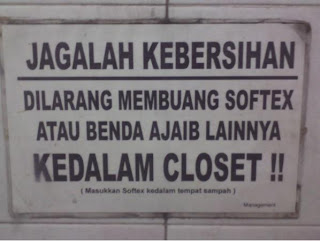 JAGALAH KEBERSIHAN
DILARANG MEMBUANG SOFTEX
ATAU BENDA AJAIB LAINNYA
KEDALAM CLOSET !!
( Masukkan Softex kedalam tempat sampah )
Management